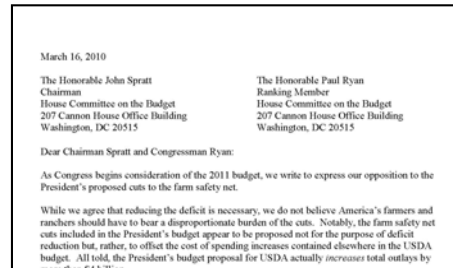 March 16, 2010
The Honorable John Spratt
Chairman
House Committee on the Budget
207 Cannon House Office Building
Washington, DC 20515
The Honorable Paul Ryan
Ranking Member
House Committee on the Budget
207 Cannon House Office Building
Washington, DC 20515
Dear Chairman Spratt and Congressman Ryan:
As Congress begins consideration of the 2011 budget, we write to express our opposition to the
President's proposed cuts to the farm safety net.
While we agree that reducing the deficit is necessary, we do not believe America's farmers and
ranchers should have to bear a disproportionate burden of the cuts. Notably, the farm safety net
cuts included in the President's budget appear to be proposed not for the purpose of deficit
reduction but, rather, to offset the cost of spending increases contained elsewhere in the USDA
budget. All told, the President's budget proposal for USDA actually increases total outlays by